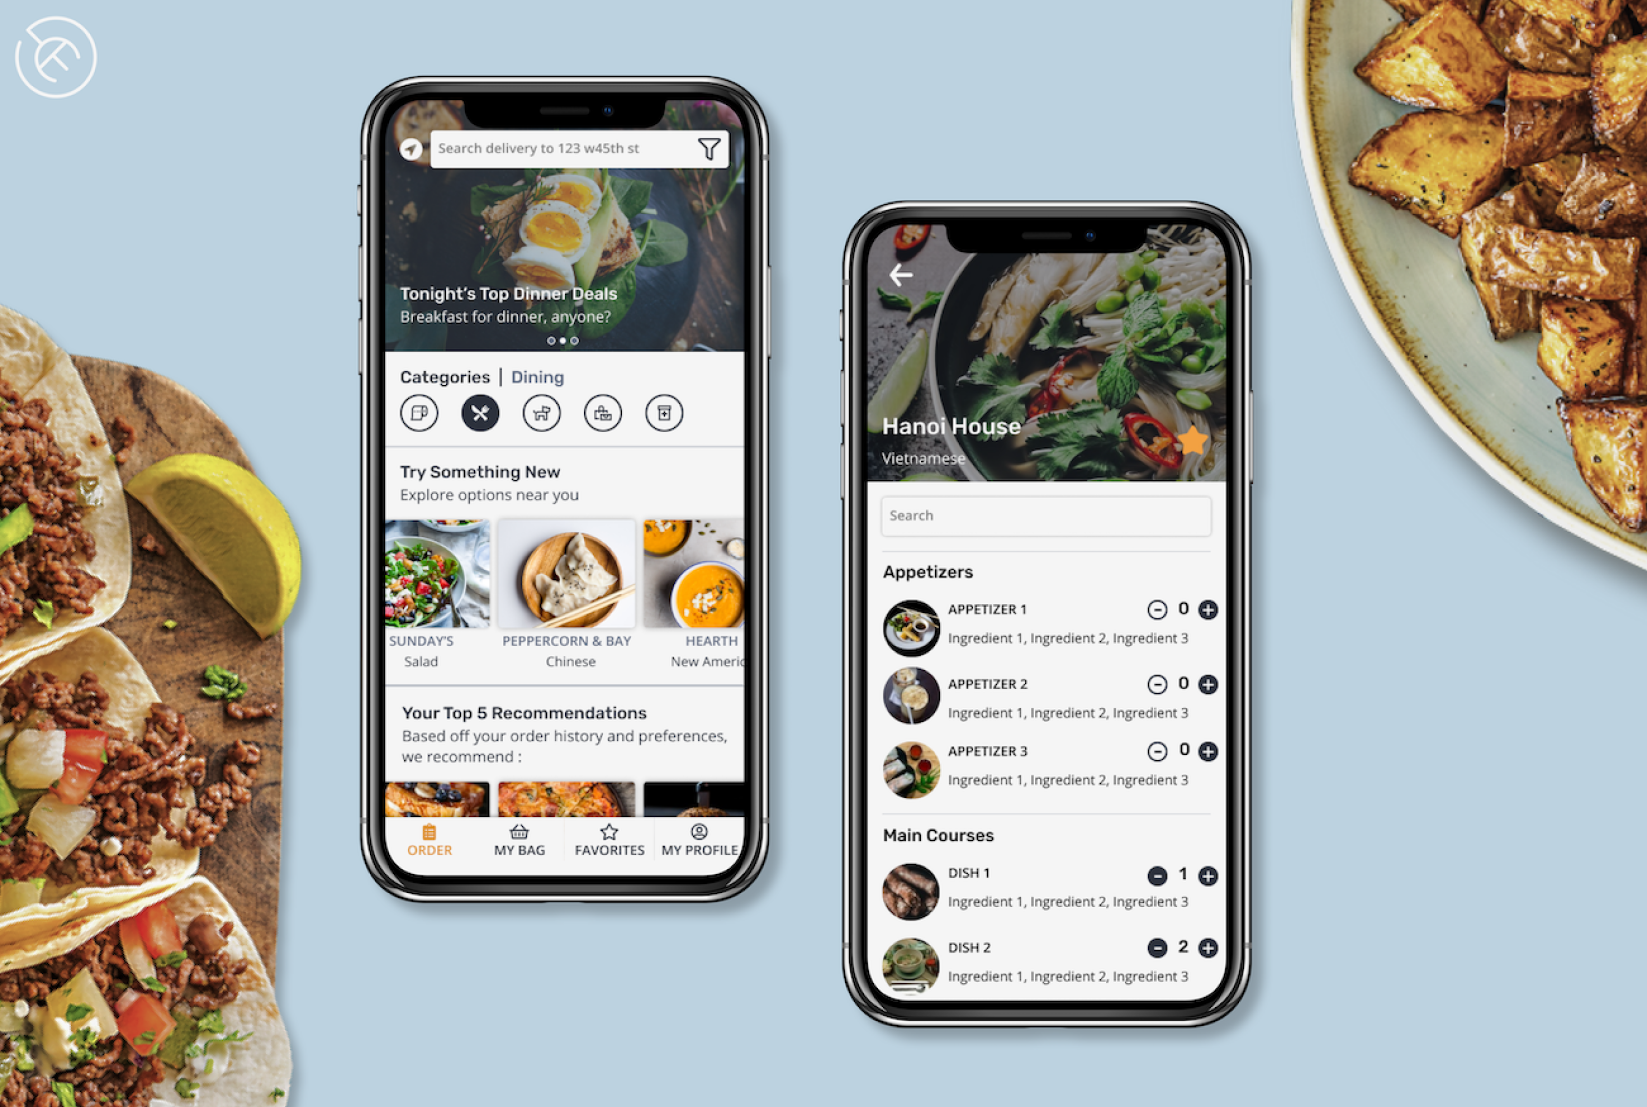 Search delivery to 123 w45th st
Tonight's Top Dinner Deals
Breakfast for dinner, anyone?
Categories | Dining
Try Something New
Explore options near you
SUNDAY'S
Salad
PEPPERCORN & BAY
Chinese
HEARTH
New Americ
Your Top 5 Recommendations
Based off your order history and preferences,
we recommend :
ORDER
MY BAG
FAVORITES
MY PROFILE
Hanoi House
Vietnamese
Search
Appetizers
APPETIZER 1
0
Ingredient 1, Ingredient 2, Ingredient 3
APPETIZER 2
0
Ingredient 1, Ingredient 2, Ingredient 3
APPETIZER 3
0
Ingredient 1, Ingredient 2, Ingredient 3
Main Courses
DISH 1
1
Ingredient 1, Ingredient 2, Ingredient 3
DISH 2
2
Ingredient 1, Ingredient 2, Ingredient 3